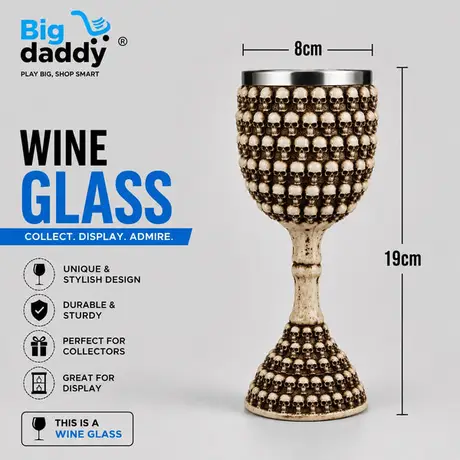 Big
daddy®
PLAY BIG, SHOP SMART
8cm
WINE
GLASS
COLLECT. DISPLAY. ADMIRE.
19cm
UNIQUE &
STYLISH DESIGN
DURABLE &
STURDY
PERFECT FOR
COLLECTORS
GREAT FOR
DISPLAY
THIS IS A
WINE GLASS